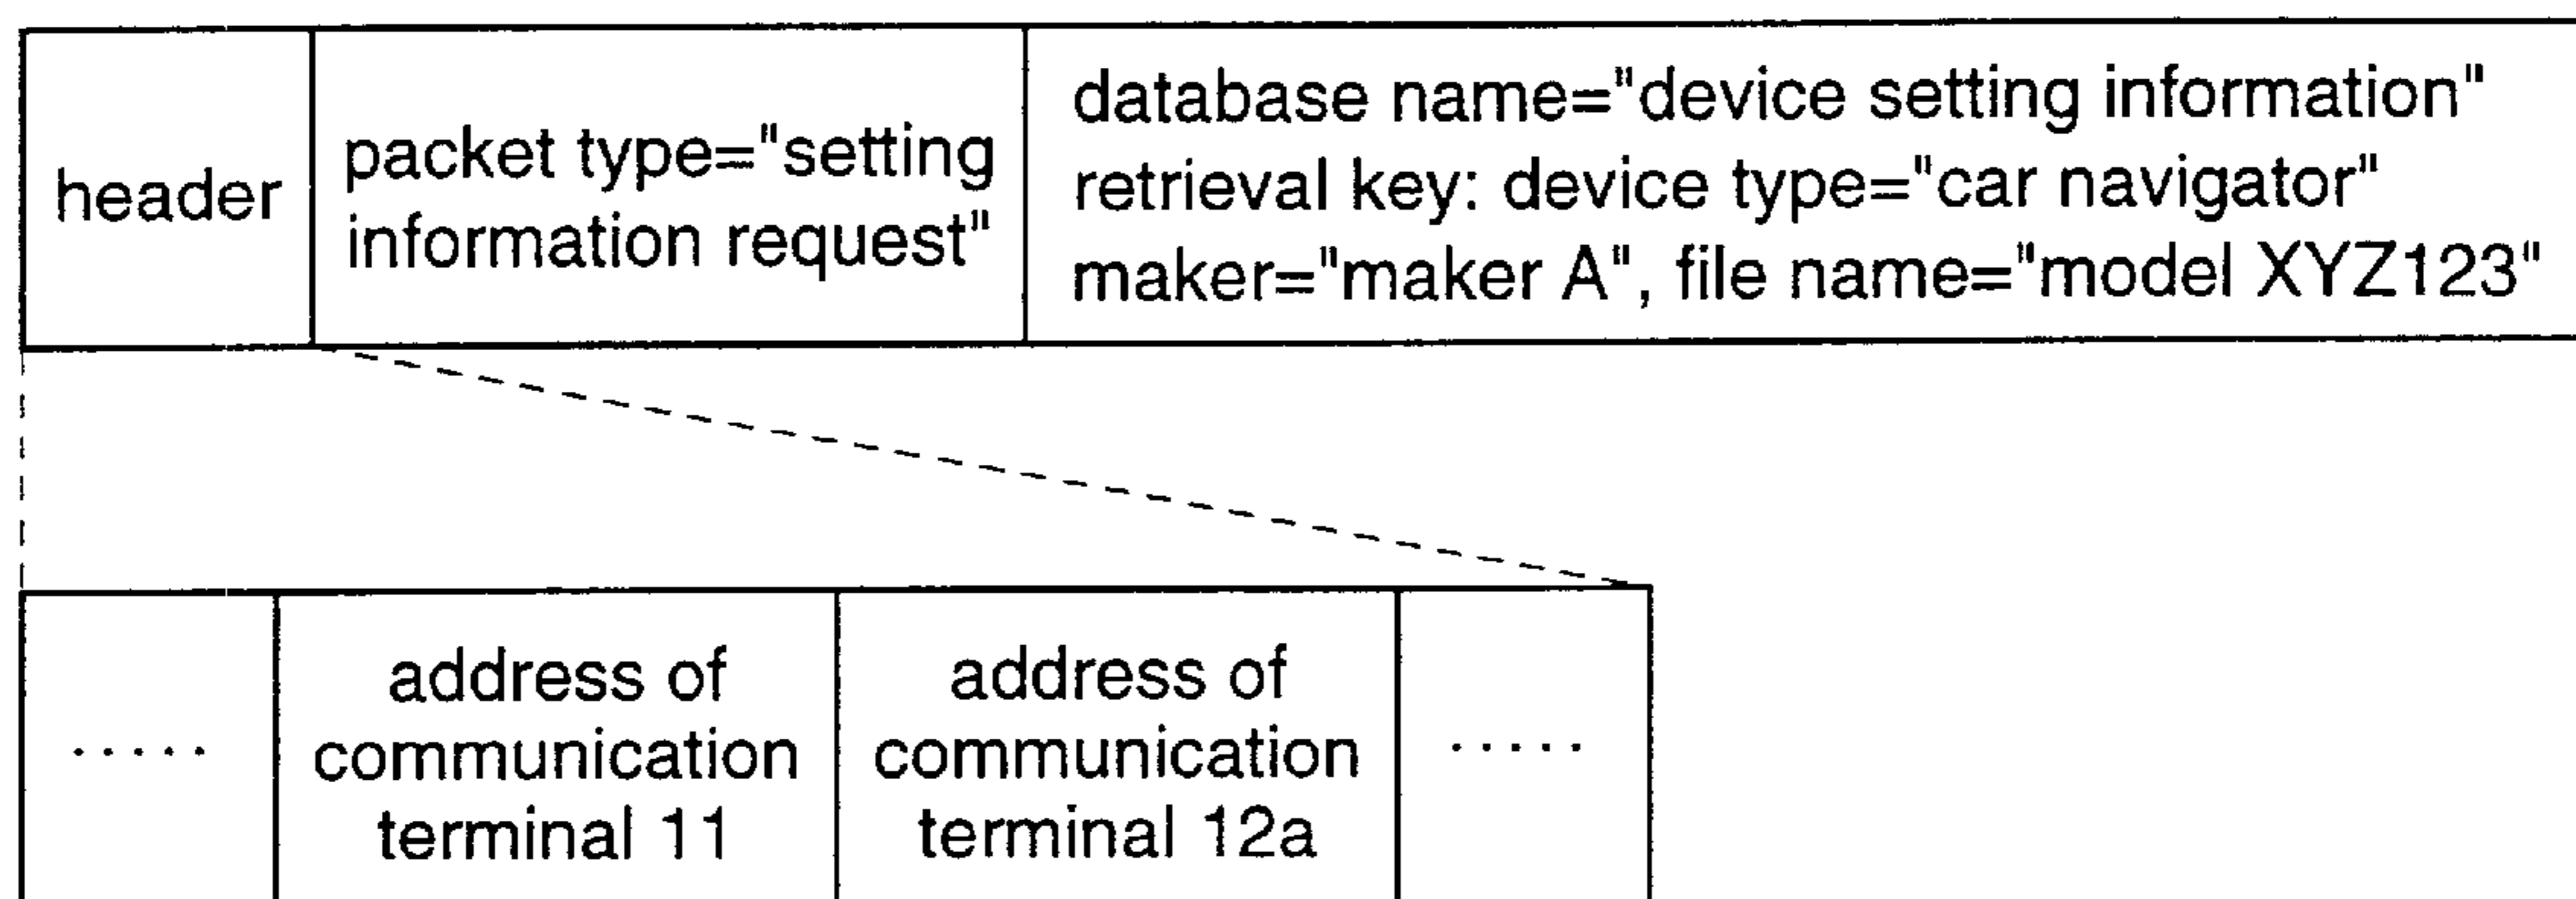 header
packet type="setting
information request"
database name="device setting information"
retrieval key: device type="car navigator"
maker="maker A", file name="model XYZ123"
.....
address of
communication
terminal 11
address of
communication
terminal 12a
.....